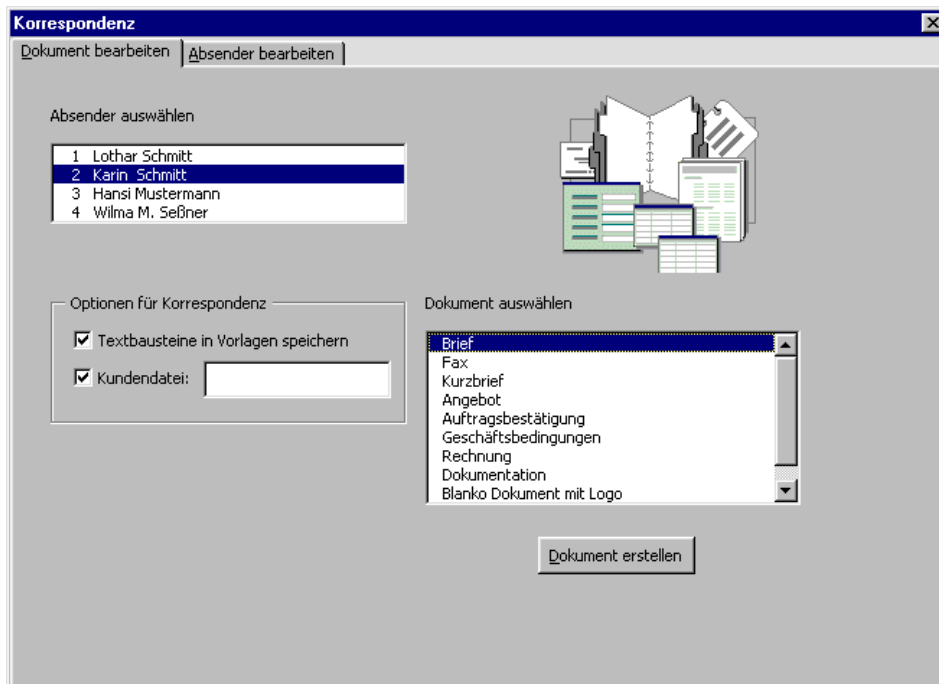 Korrespondenz
Dokument bearbeiten
Absender bearbeiten
Absender auswählen
1 Lothar Schmitt
2 Karin Schmitt
3 Hansi Mustermann
4 Wilma M. Seßner
Optionen für Korrespondenz
Textbausteine in Vorlagen speichern
Kundendatei:
Dokument auswählen
Brief
Fax
Kurzbrief
Angebot
Auftragsbestätigung
Geschäftsbedingungen
Rechnung
Dokumentation
Blanko Dokument mit Logo
Dokument erstellen